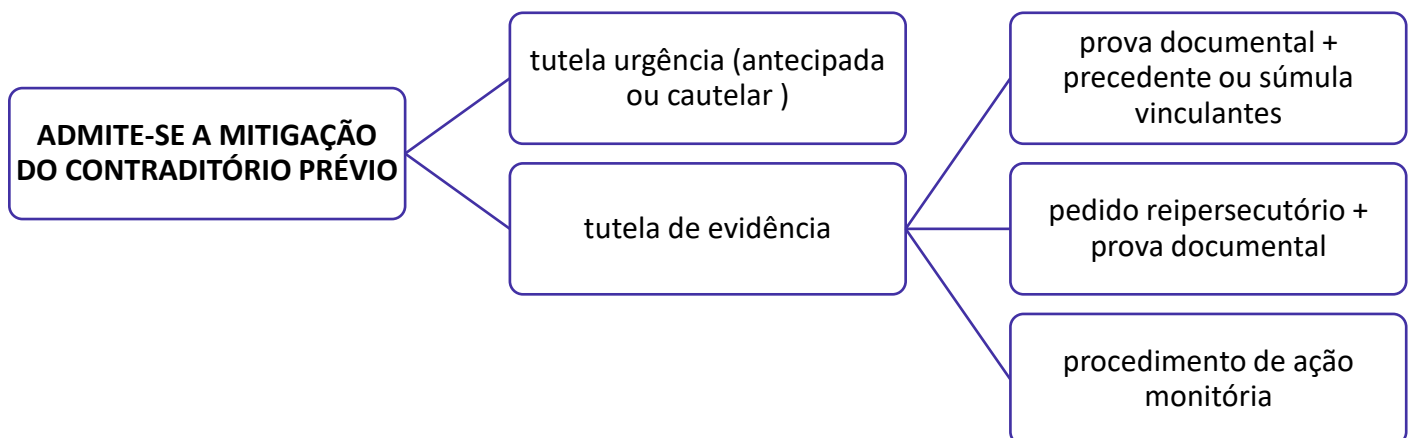 ADMITE-SE A MITIGAÇÃO
DO CONTRADITÓRIO PRÉVIO
tutela urgência (antecipada
ou cautelar )
tutela de evidência
prova documental +
precedente ou súmula
vinculantes
pedido reipersecutório +
prova documental
procedimento de ação
monitória